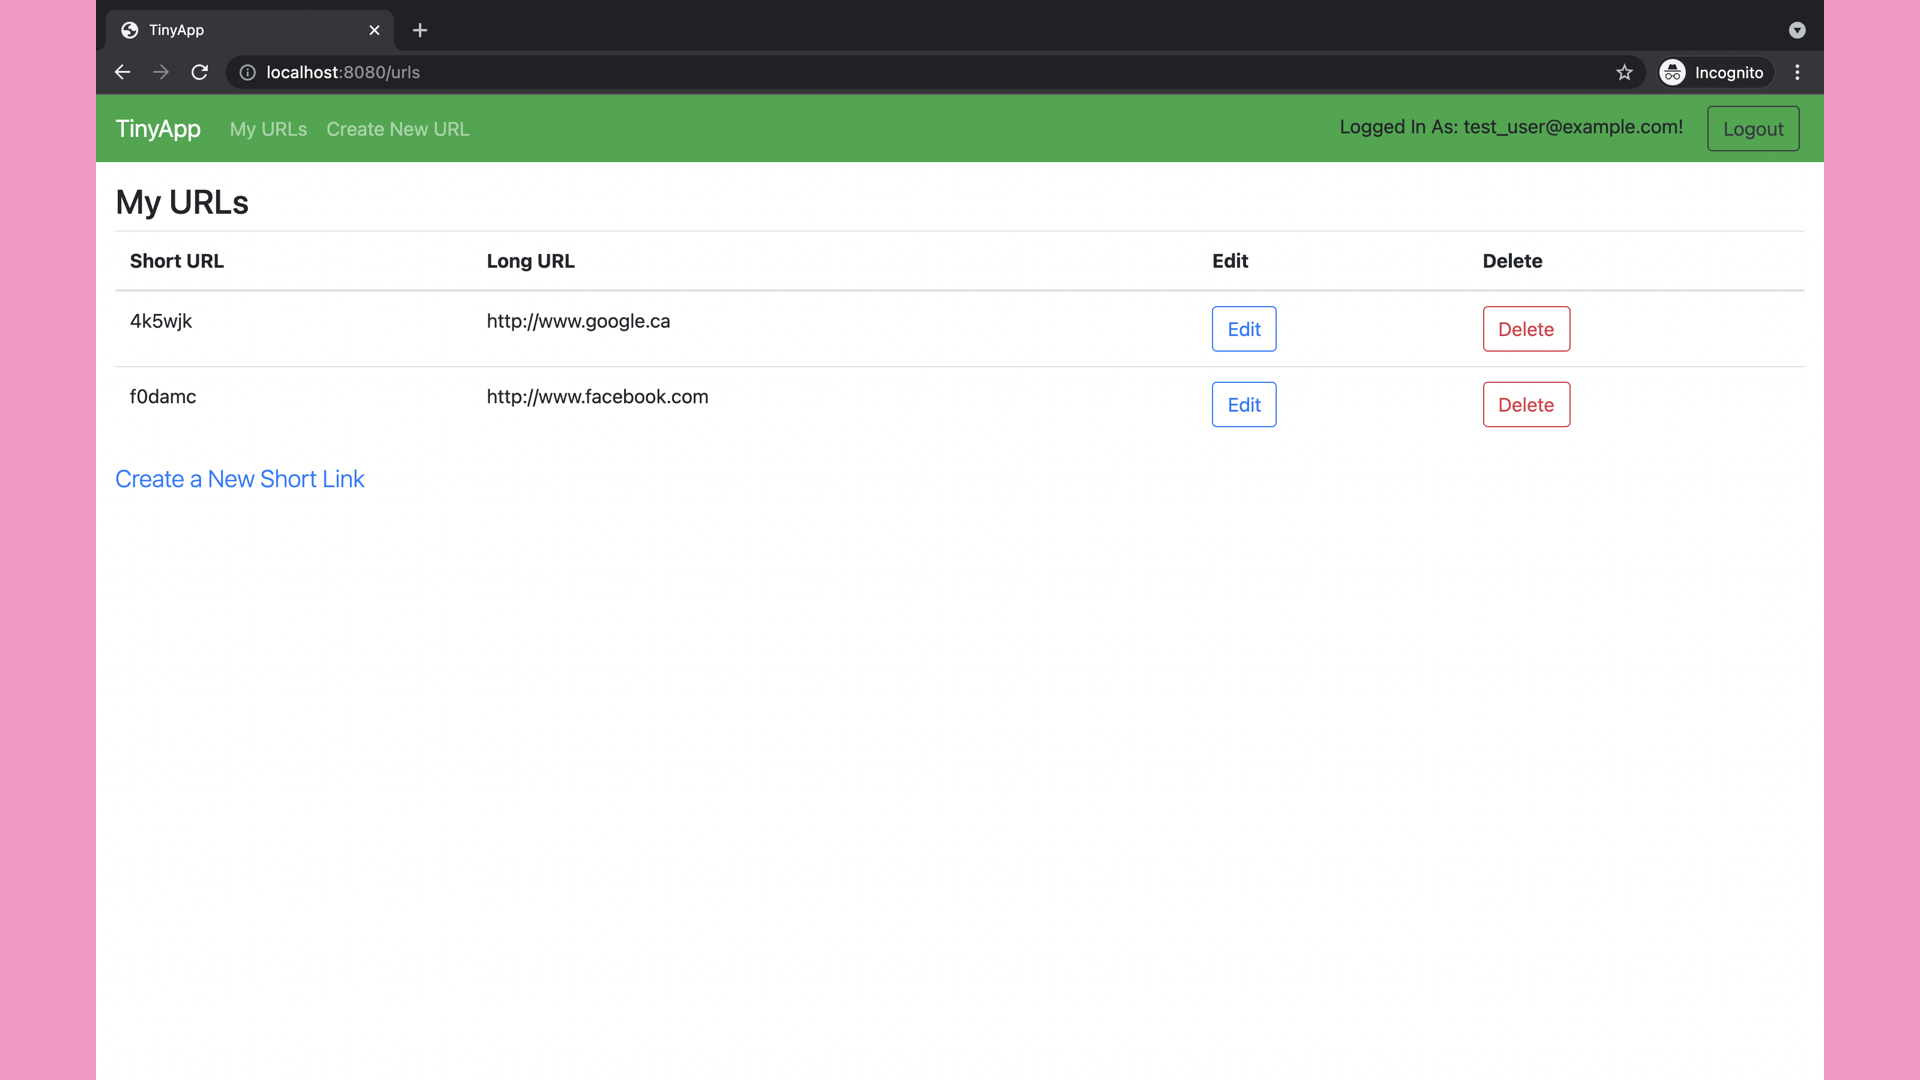 TinyApp
localhost:8080/urls
Incognito
TinyApp My URLs Create New URL Logged In As: test_user@example.com! Logout
My URLs
Short URL Long URL Edit Delete
4k5wjk http://www.google.ca Edit Delete
f0damc http://www.facebook.com Edit Delete
Create a New Short Link